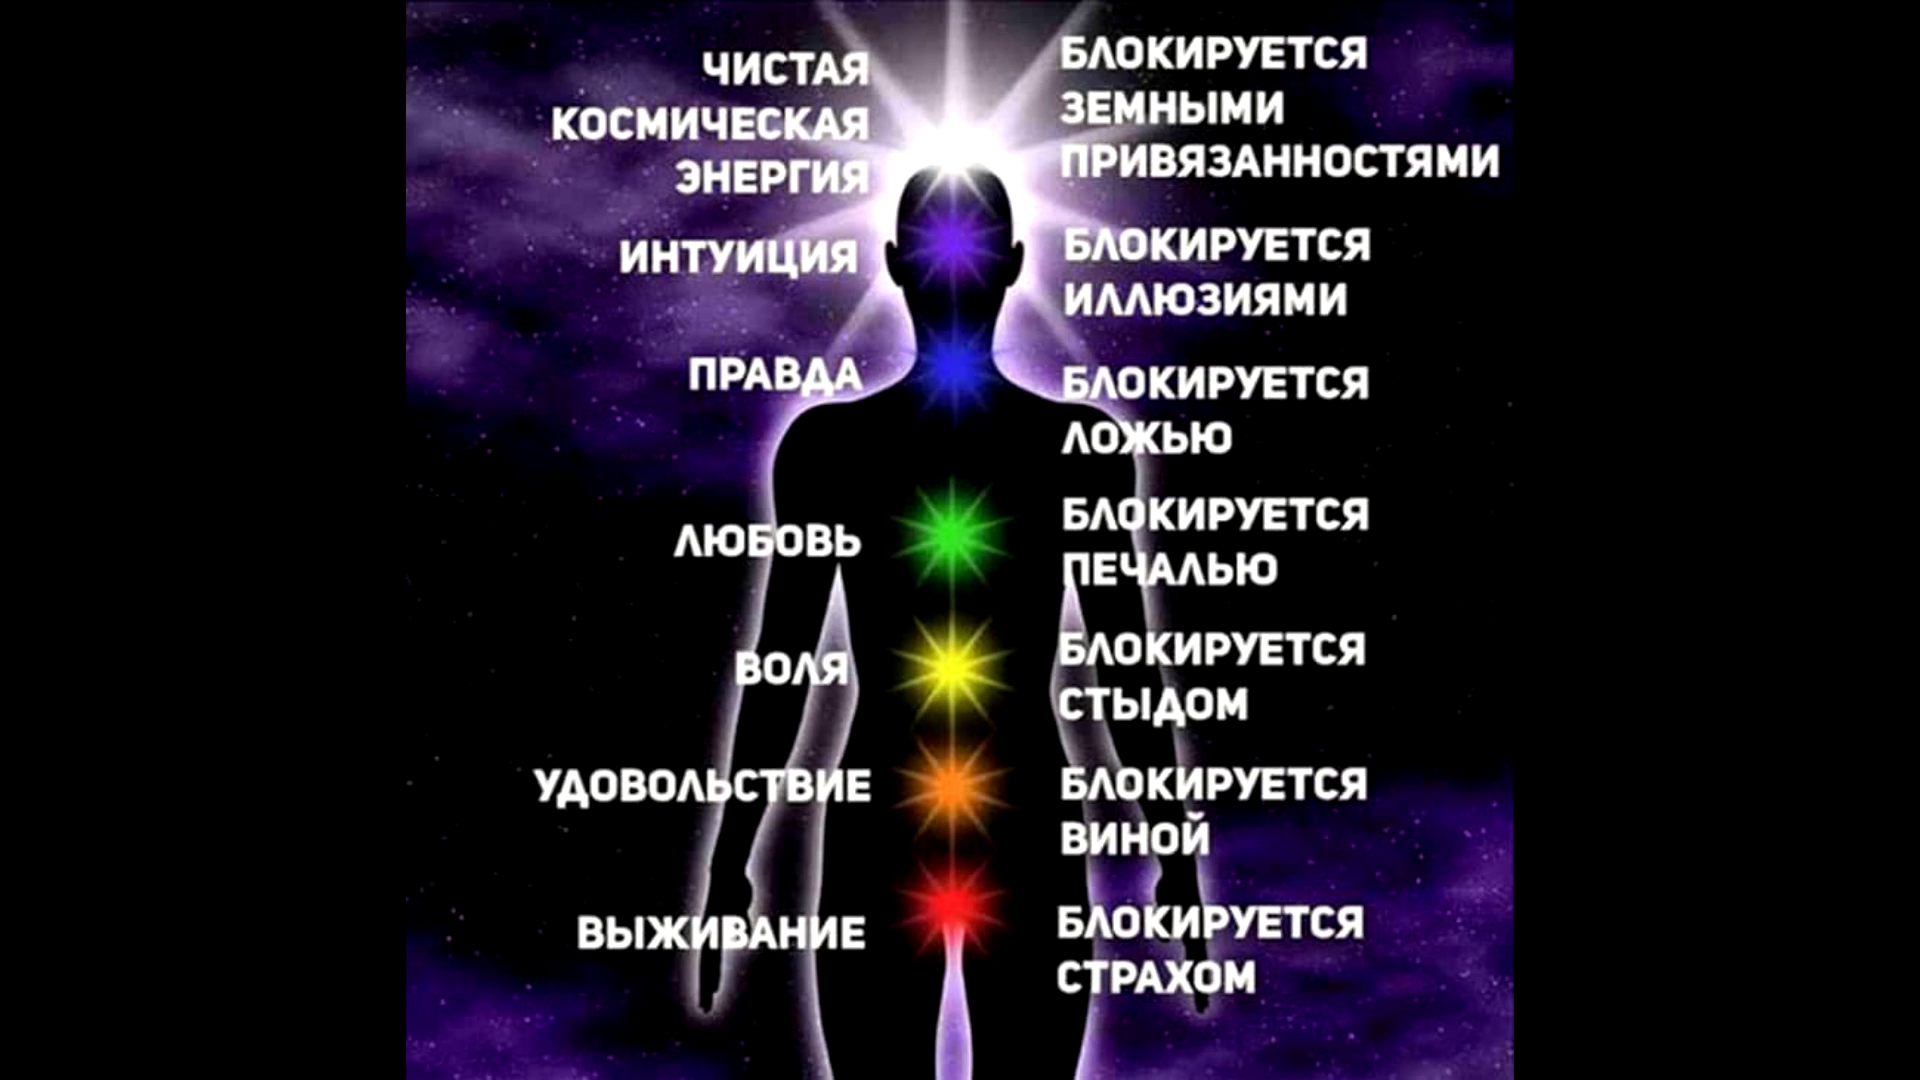 ЧИСТАЯ
КОСМИЧЕСКАЯ
ЭНЕРГИЯ
БЛОКИРУЕТСЯ
ЗЕМНЫМИ
ПРИВЯЗАННОСТЯМИ
ИНТУИЦИЯ
БЛОКИРУЕТСЯ
ИЛЛЮЗИЯМИ
ПРАВДА
БЛОКИРУЕТСЯ
ЛОЖЬЮ
ЛЮБОВЬ
БЛОКИРУЕТСЯ
ПЕЧАЛЬЮ
ВОЛЯ
БЛОКИРУЕТСЯ
СТЫДОМ
УДОВОЛЬСТВИЕ
БЛОКИРУЕТСЯ
ВИНОЙ
ВЫЖИВАНИЕ
БЛОКИРУЕТСЯ
СТРАХОМ